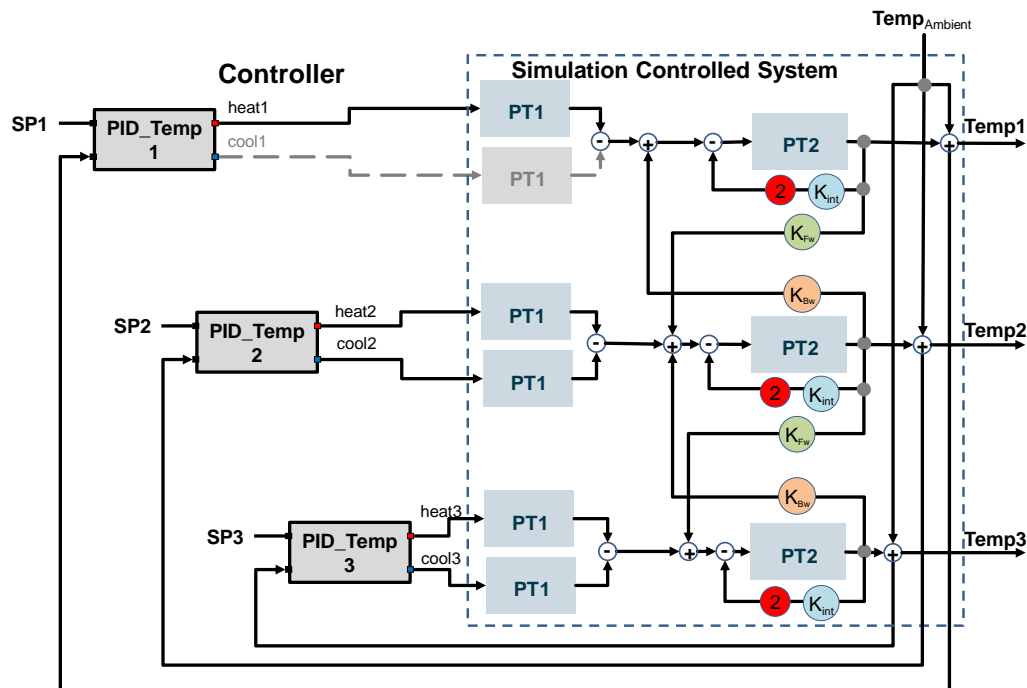 Temp Ambient
Controller
Simulation Controlled System
SP1
PID_Temp
1
heat1
cool1
PT1
PT1
-
+
-
PT2
+
Temp1
2
Kint
KFw
KBw
SP2
PID_Temp
2
heat2
cool2
PT1
PT1
-
+
-
PT2
+
Temp2
2
Kint
KFw
KBw
SP3
PID_Temp
3
heat3
cool3
PT1
PT1
-
+
-
PT2
+
Temp3
2
Kint